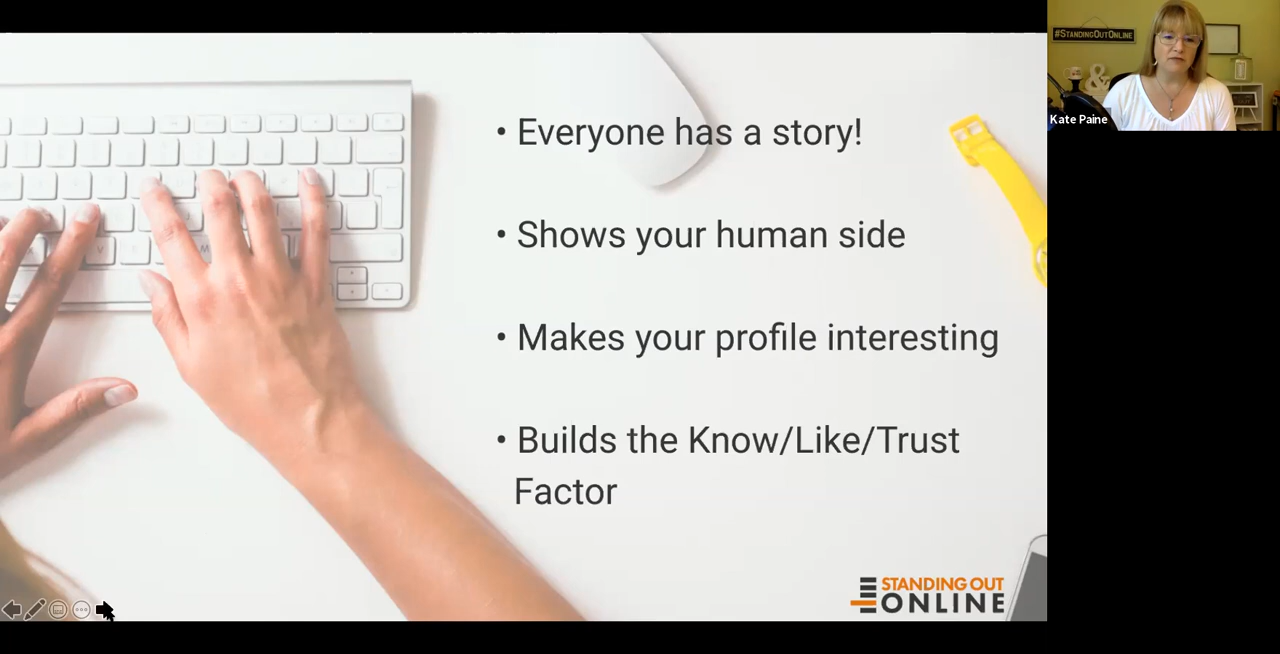 #STANDINGOUTONLINE
Kate Paine
• Everyone has a story!
• Shows your human side
• Makes your profile interesting
• Builds the Know/Like/Trust
Factor
STANDING OUT
ONLINE